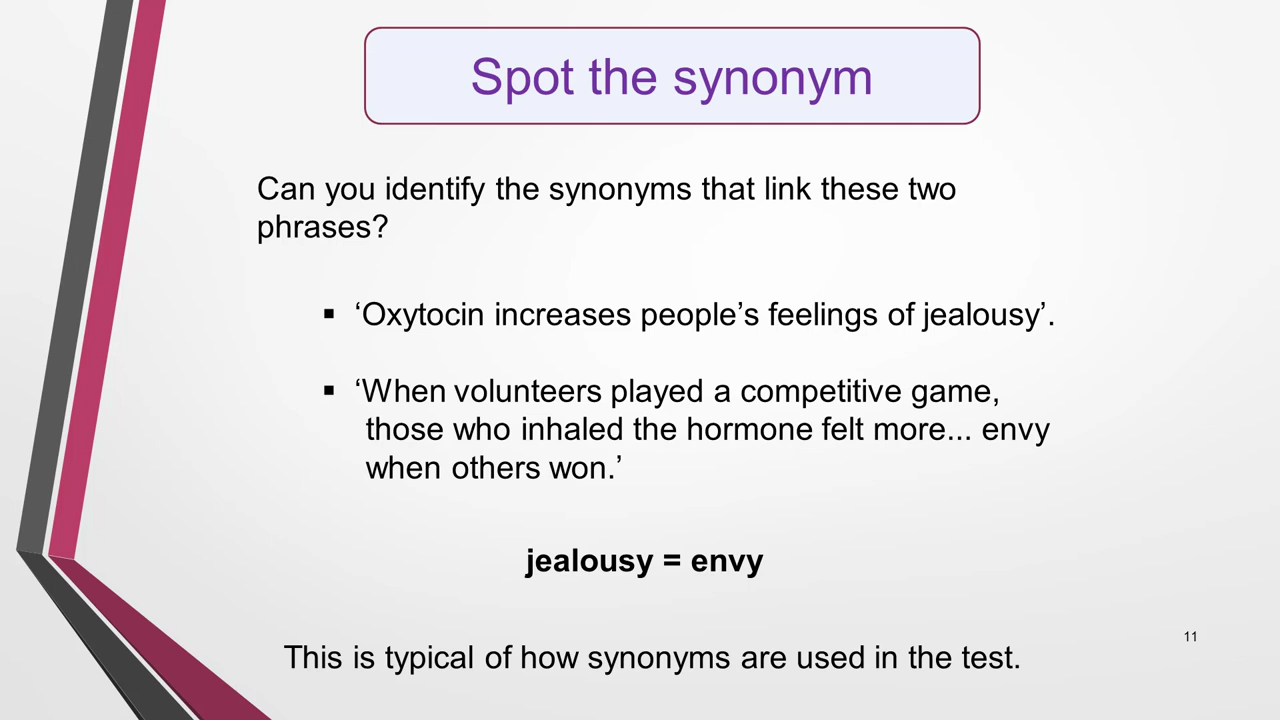 Spot the synonym
Can you identify the synonyms that link these two
phrases?
▪ ‘Oxytocin increases people’s feelings of jealousy’.
▪ ‘When volunteers played a competitive game,
those who inhaled the hormone felt more... envy
when others won.’
jealousy = envy
11
This is typical of how synonyms are used in the test.